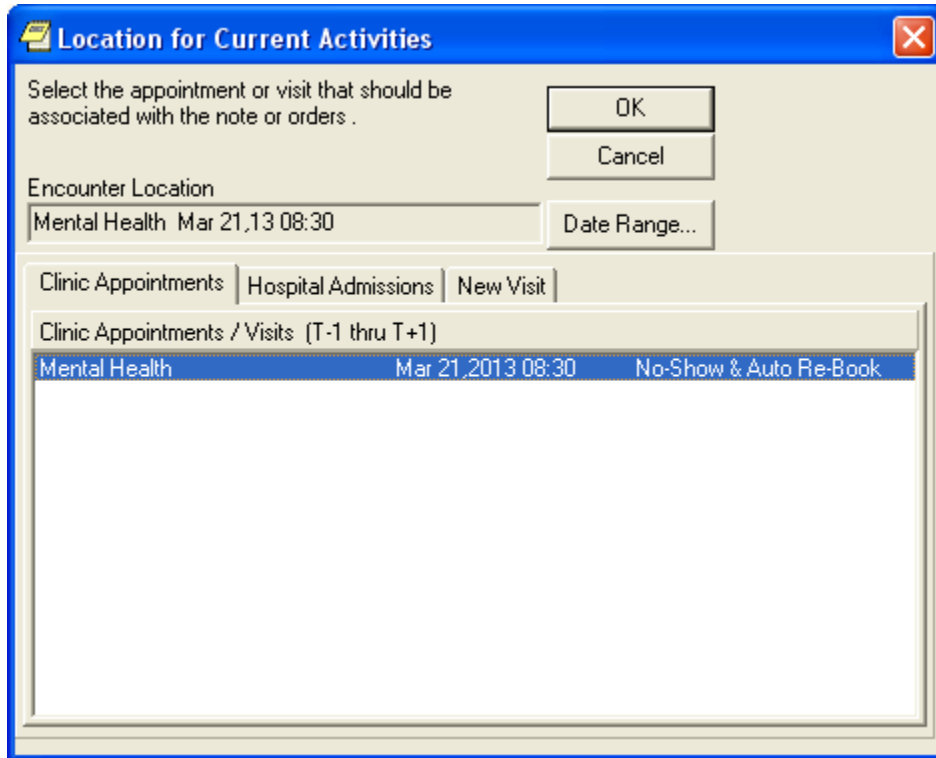 Location for Current Activities
Select the appointment or visit that should be
associated with the note or orders .
OK
Cancel
Encounter Location
Mental Health  Mar 21,13 08:30
Date Range...
Clinic Appointments
Hospital Admissions
New Visit
Clinic Appointments / Visits  (T-1 thru T+1)
Mental Health Mar 21,2013 08:30 No-Show & Auto Re-Book